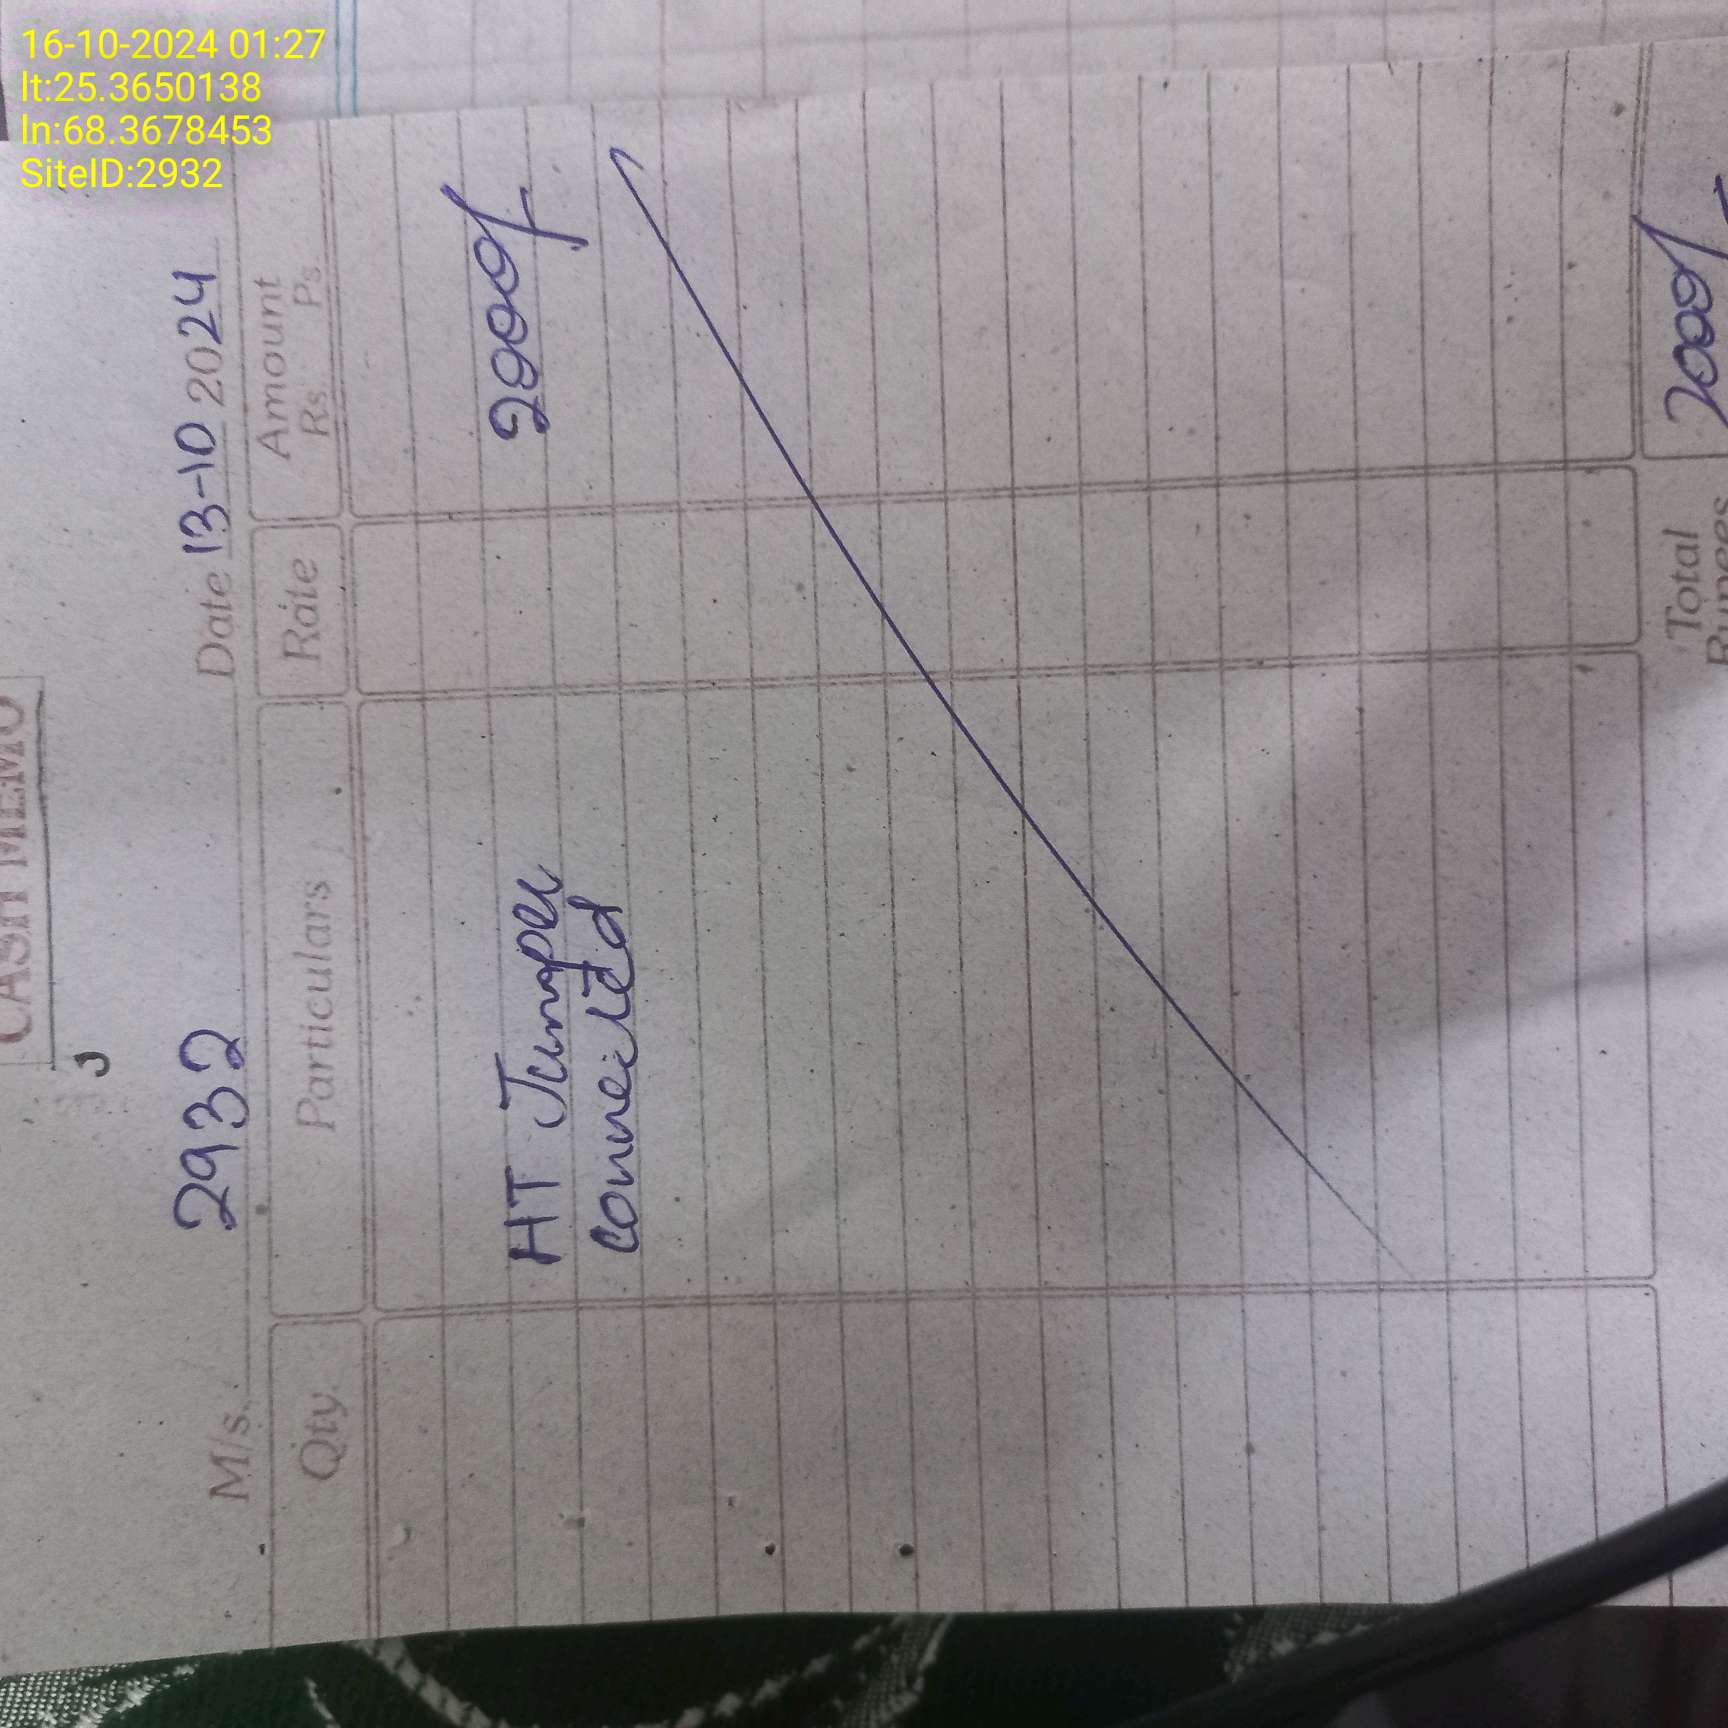 16-10-2024 01:27
lt:25.3650138
ln:68.3678453
SiteID:2932
CASH MEMO
M/s. 2932 Date 13-10 2024
Qty. Particulars Rate Amount
Rs Ps.
HT Jumper 2000/-
connected
Total 2000/-
Rupees